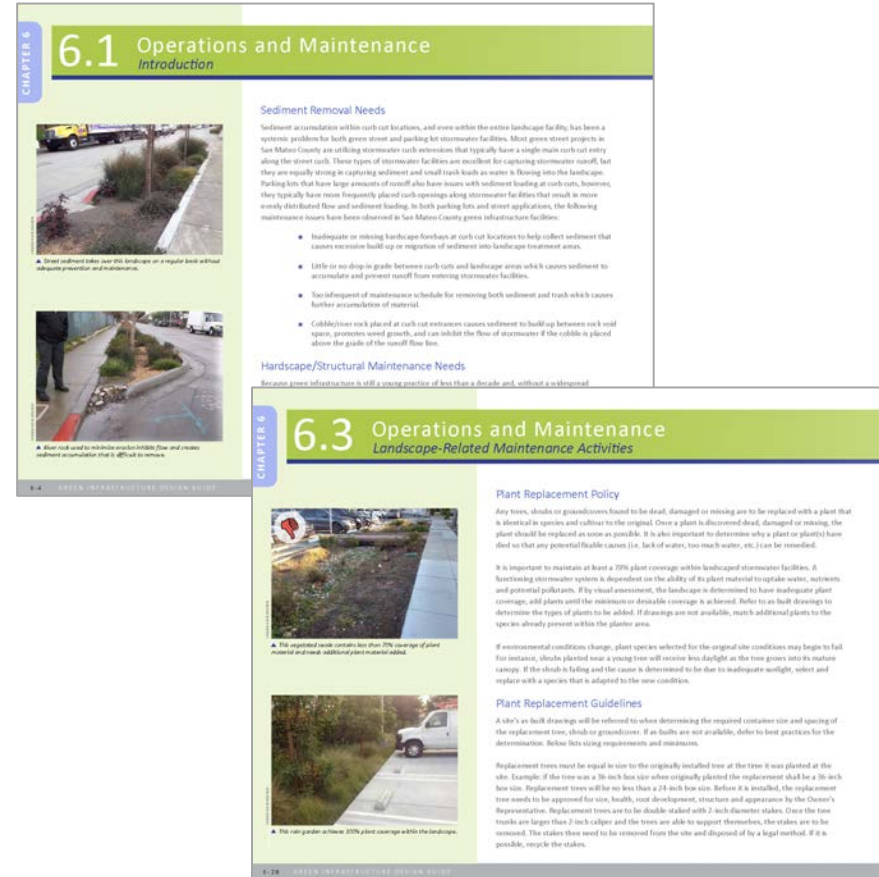 CHAPTER 6
6.1
Operations and Maintenance
Introduction
Sediment Removal Needs
Sediment accumulation within curb cut locations, and even within the entire landscape facility, has been a
systemic problem for both green street and parking lot stormwater facilities. Most green street projects in
San Mateo County are utilizing stormwater curb extensions that typically have a single main curb cut entry
along the street curb. These types of stormwater facilities are excellent for capturing stormwater runoff, but
they are equally strong in capturing sediment and small trash loads as water is flowing into the landscape.
Parking lots that have large amounts of runoff also have issues with sediment loading at curb cuts, however,
they typically have more frequently placed curb openings along stormwater facilities that result in more
evenly distributed flow and sediment loading. In both parking lots and street applications, the following
maintenance issues have been observed in San Mateo County green infrastructure facilities:
Inadequate or missing hardscape forebays at curb cut locations to help collect sediment that
causes excessive build up or migration of sediment into landscape treatment areas.
Little or no drop in grade between curb cuts and landscape areas which causes sediment to
accumulate and prevent runoff from entering stormwater facilities.
Too infrequent of maintenance schedule for removing both sediment and trash which causes
further accumulation of material.
Cobble/river rock placed at curb cut entrances causes sediment to build up between rock void
space, promotes weed growth, and can inhibit the flow of stormwater if the cobble is placed
above the grade of the runoff flow line.
Hardscape/Structural Maintenance Needs
Because green infrastructure is still a young practice of less than a decade and, without a widespread
▲ Street sediment takes over this landscape on a regular basis without
adequate prevention and maintenance.
▲ River rock used to minimize erosion inhibits flow and creates
sediment accumulation that is difficult to remove.
6-4 GREEN INFRASTRUCTURE DESIGN GUIDE
CHAPTER 6
6.3
Operations and Maintenance
Landscape-Related Maintenance Activities
Plant Replacement Policy
Any trees, shrubs or groundcovers found to be dead, damaged or missing are to be replaced with a plant that
is identical in species and cultivar to the original. Once a plant is discovered dead, damaged or missing, the
plant should be replaced as soon as possible. It is also important to determine why a plant or plant(s) have
died so that any potential fixable causes (i.e. lack of water, too much water, etc.) can be remedied.
It is important to maintain at least a 70% plant coverage within landscaped stormwater facilities. A
functioning stormwater system is dependent on the ability of its plant material to uptake water, nutrients
and potential pollutants. If by visual assessment, the landscape is determined to have inadequate plant
coverage, add plants until the minimum or desirable coverage is achieved. Refer to as-built drawings to
determine the types of plants to be added. If drawings are not available, match additional plants to the
species already present within the planter area.
If environmental conditions change, plant species selected for the original site conditions may begin to fail.
For instance, shrubs planted near a young tree will receive less daylight as the tree grows into its mature
canopy. If the shrub is failing and the cause is determined to be due to inadequate sunlight, select and
replace with a species that is adapted to the new condition.
Plant Replacement Guidelines
A site's as-built drawings will be referred to when determining the required container size and spacing of
the replacement tree, shrub or groundcover. If as-builts are not available, defer to best practices for the
determination. Below lists sizing requirements and minimums.
Replacement trees must be equal in size to the originally installed tree at the time it was planted at the
site. Example: if the tree was a 36-inch box size when originally planted the replacement shall be a 36-inch
box size. Replacement trees will be no less than a 24-inch box size. Before it is installed, the replacement
tree needs to be approved for size, health, root development, structure and appearance by the Owner's
Representative. Replacement trees are to be double-staked with 2-inch diameter stakes. Once the tree
trunks are larger than 2-inch caliper and the trees are able to support themselves, the stakes are to be
removed. The stakes then need to be removed from the site and disposed of by a legal method. If it is
possible, recycle the stakes.
▲ This vegetated swale contains less than 70% coverage of plant
material and needs additional plant material added.
▲ This rain garden achieves 100% plant coverage within the landscape.
6-28 GREEN INFRASTRUCTURE DESIGN GUIDE